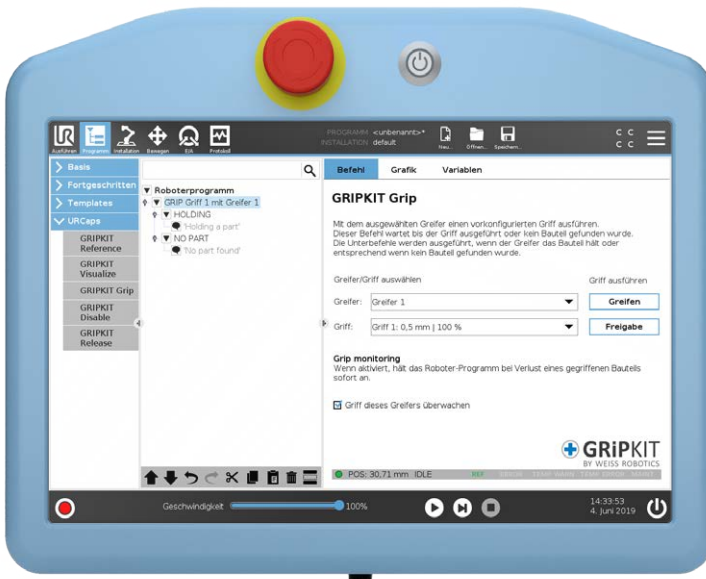 UR
PROGRAMM <unbenannt>*
INSTALLATION default
Ausführen Programm Installation Bewegen E/A Protokoll
Neu... Öffnen... Speichern...
C C
C C
Basis
Fortgeschritten
Templates
URCaps
GRIPKIT
Reference
GRIPKIT
Visualize
GRIPKIT Grip
GRIPKIT
Disable
GRIPKIT
Release
Roboterprogramm
GRIP Griff 1 mit Greifer 1
HOLDING
'Holding a part'
NO PART
'No part found'
Befehl Grafik Variablen
GRIPKIT Grip
Mit dem ausgewählten Greifer einen vorkonfigurierten Griff ausführen.
Dieser Befehl wartet bis der Griff ausgeführt oder kein Bauteil gefunden wurde.
Die Unterbefehle werden ausgeführt, wenn der Greifer das Bauteil hält oder
entsprechend wenn kein Bauteil gefunden wurde.
Greifer/Griff auswählen Griff ausführen
Greifer: Greifer 1 Greifen
Griff: Griff 1: 0,5 mm | 100 % Freigabe
Grip monitoring
Wenn aktiviert, hält das Roboter-Programm bei Verlust eines gegriffenen Bauteils
sofort an.
Griff dieses Greifers überwachen
GRiPKIT
BY WEISS ROBOTICS
POS: 30,71 mm IDLE REF
Geschwindigkeit 100%
14:33:53
4. Juni 2019